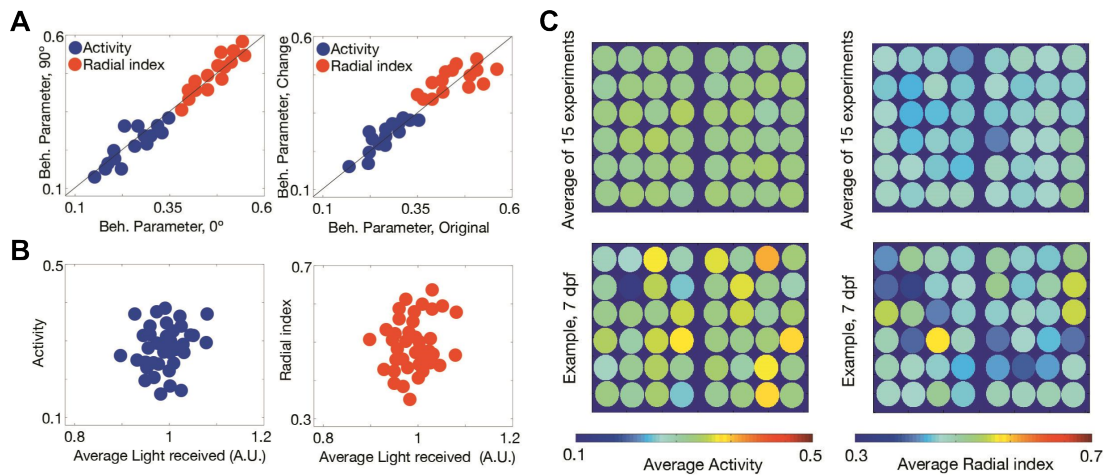 A
0.6
Activity
Radial index
Beh. Parameter, 90°
0.1
0.1
0.35
0.6
Beh. Parameter, 0°
0.6
Activity
Radial index
Beh. Parameter, Change
0.1
0.1
0.35
0.6
Beh. Parameter, Original
B
0.5
Activity
0.1
0.8
1
1.2
Average Light received (A.U.)
0.7
Radial index
0.3
0.8
1
1.2
Average Light received (A.U.)
C
Average of 15 experiments
Average of 15 experiments
Example, 7 dpf
Example, 7 dpf
0.1
0.5
Average Activity
0.3
0.7
Average Radial index